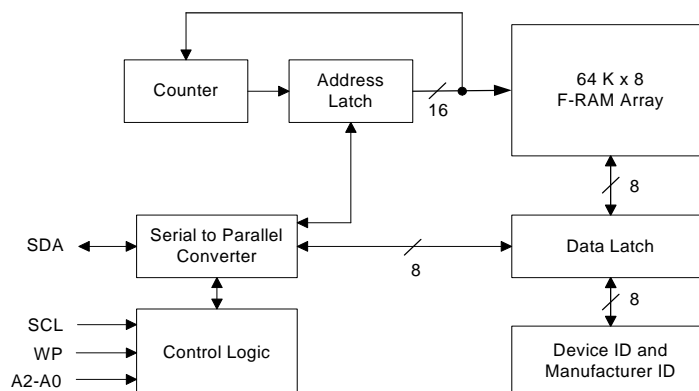 Counter
Address
Latch
16
64 K x 8
F-RAM Array
8
SDA
Serial to Parallel
Converter
8
Data Latch
8
SCL
WP
A2-A0
Control Logic
Device ID and
Manufacturer ID